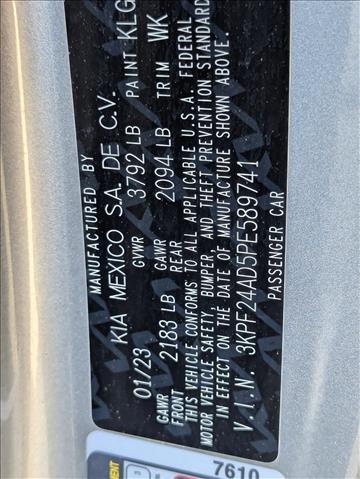 MANUFACTURED BY
KIA MEXICO S.A. DE C.V.
01/23 GVWR 3792 LB PAINT KLG
GAWR FRONT 2183 LB GAWR REAR 2094 LB TRIM WK
THIS VEHICLE CONFORMS TO ALL APPLICABLE U.S.A. FEDERAL
MOTOR VEHICLE SAFETY, BUMPER, AND THEFT PREVENTION STANDARD
IN EFFECT ON THE DATE OF MANUFACTURE SHOWN ABOVE.
V.I.N. 3KPF24AD5PE589741
PASSENGER CAR
7610